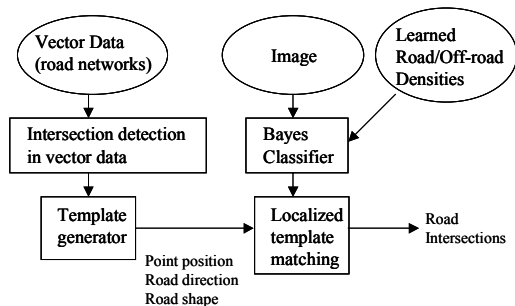 Vector Data
(road networks)
Image
Learned
Road/Off-road
Densities
Intersection detection
in vector data
Bayes
Classifier
Template
generator
Point position
Road direction
Road shape
Localized
template
matching
Road
Intersections